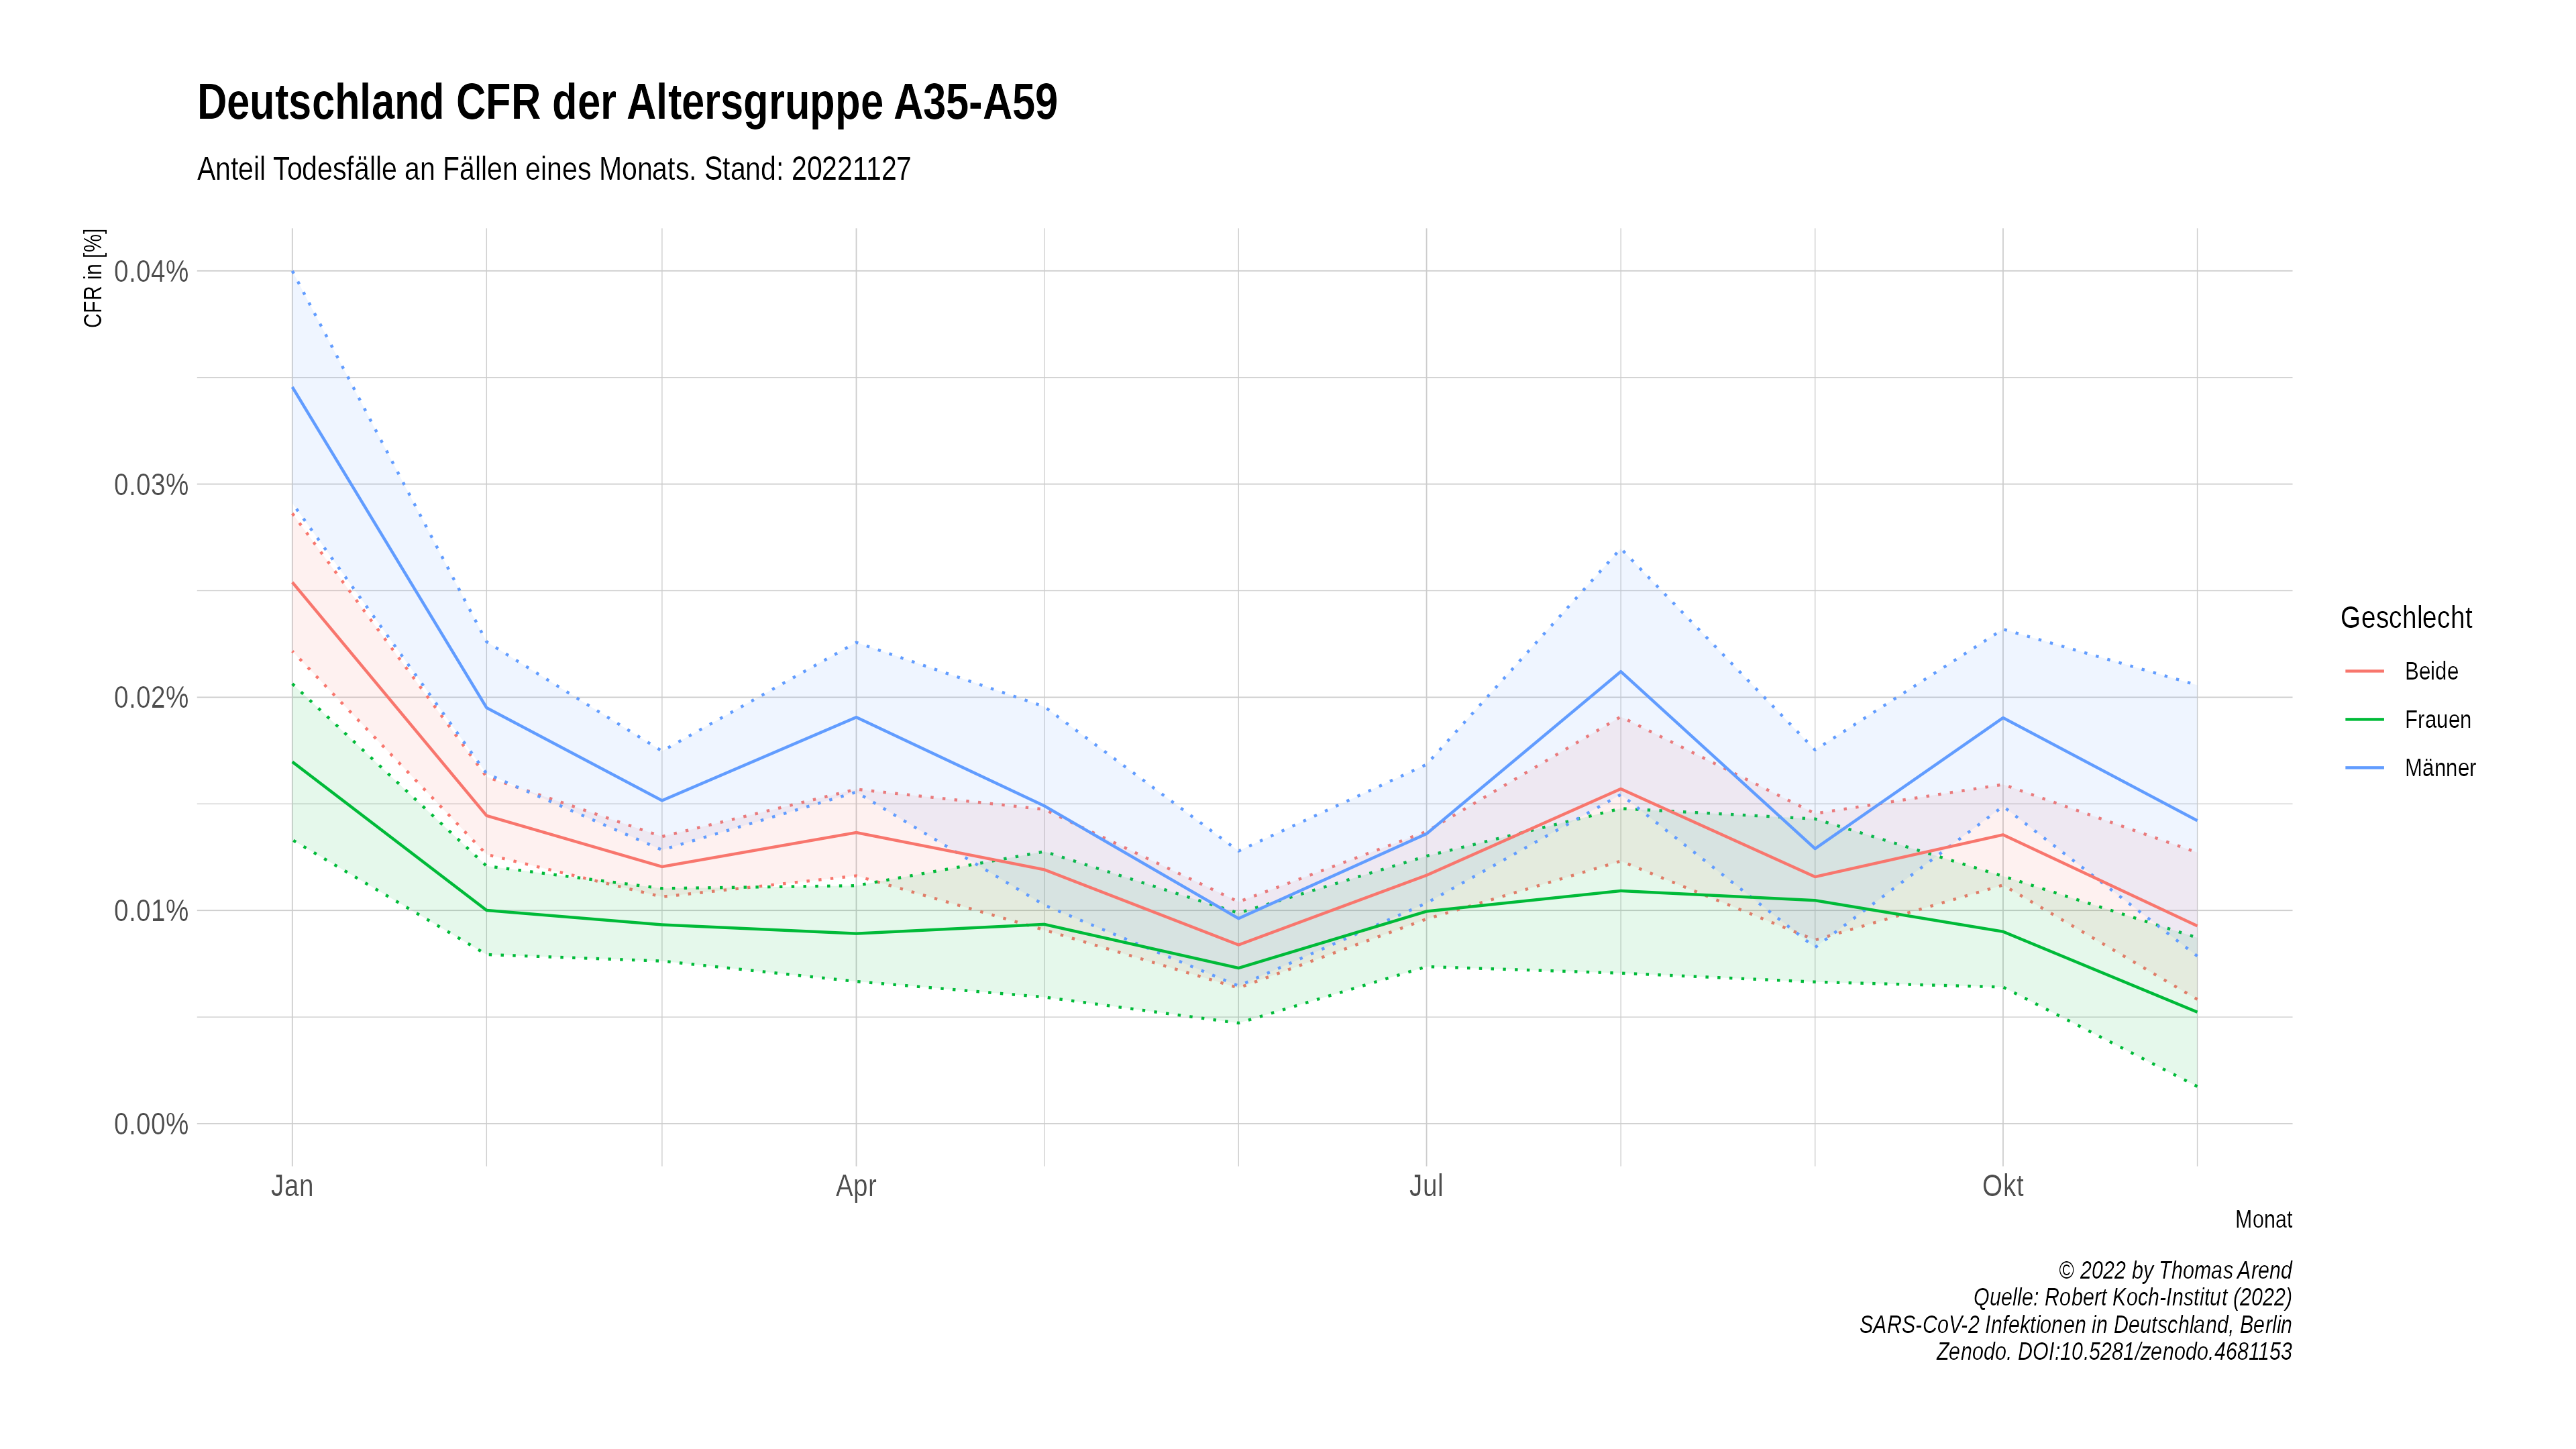 Deutschland CFR der Altersgruppe A35-A59
Anteil Todesfälle an Fällen eines Monats. Stand: 20221127
CFR in [%]
0.04%
0.03%
0.02%
0.01%
0.00%
Jan
Apr
Jul
Okt
Monat
Geschlecht
Beide
Frauen
Männer
© 2022 by Thomas Arend
Quelle: Robert Koch-Institut (2022)
SARS-CoV-2 Infektionen in Deutschland, Berlin
Zenodo. DOI:10.5281/zenodo.4681153